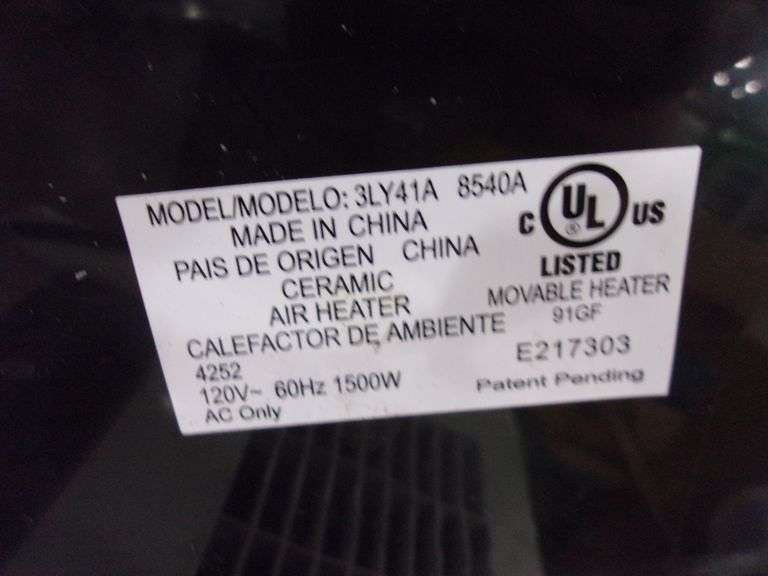 MODEL/MODELO: 3LY41A 8540A
MADE IN CHINA
PAIS DE ORIGEN CHINA
CERAMIC
AIR HEATER
CALEFACTOR DE AMBIENTE
4252
120V~ 60Hz 1500W
AC Only
C UL ® US
LISTED
MOVABLE HEATER
91GF
E217303
Patent Pending